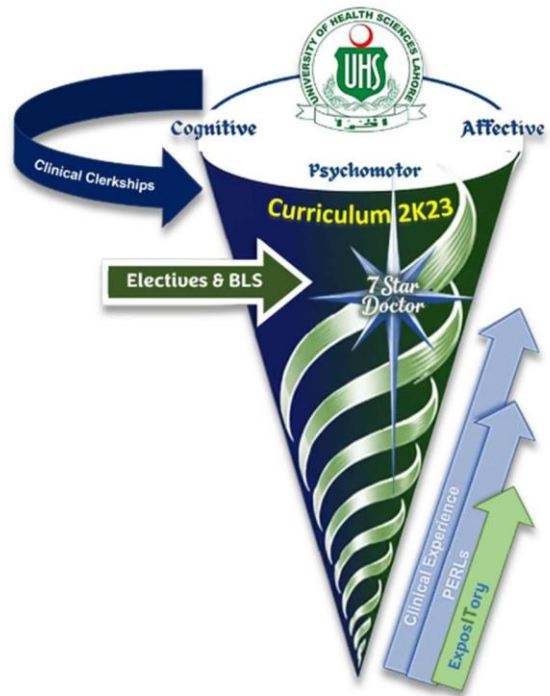 UNIVERSITY OF HEALTH SCIENCES LAHORE
UHS
Cognitive
Affective
Psychomotor
Clinical Clerkships
Curriculum 2K23
Electives & BLS
7 Star
Doctor
Clinical Experience
PERLs
ExposITory